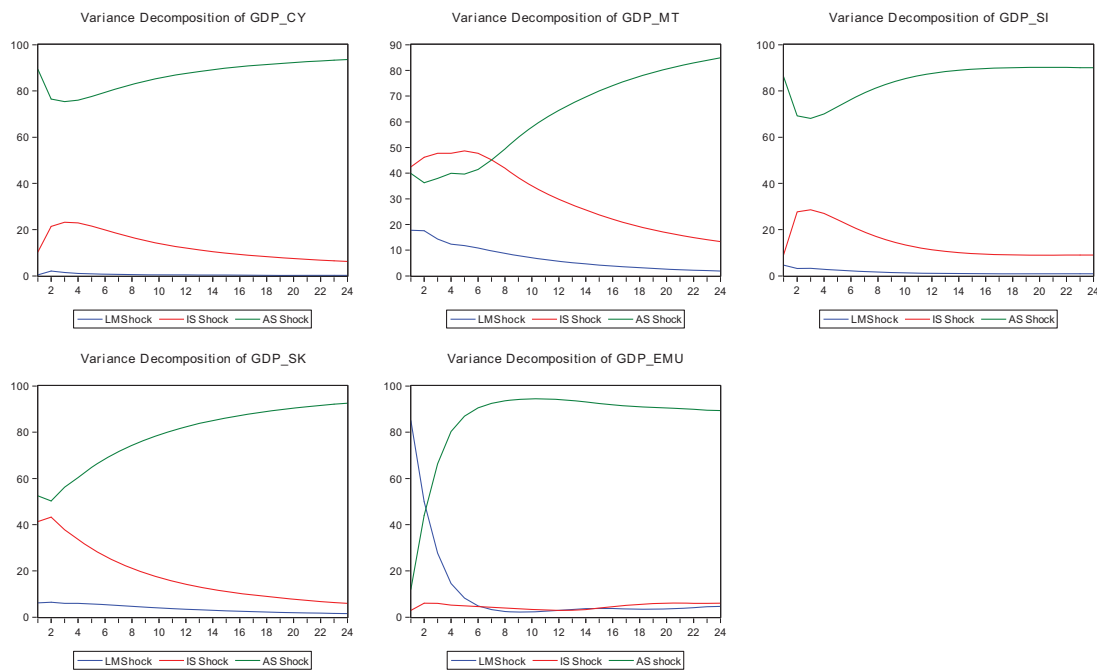 Variance Decomposition of GDP_CY
100
80
60
40
20
0
2 4 6 8 10 12 14 16 18 20 22 24
LMShock IS Shock AS Shock
Variance Decomposition of GDP_MT
90
80
70
60
50
40
30
20
10
0
2 4 6 8 10 12 14 16 18 20 22 24
LMShock IS Shock AS Shock
Variance Decomposition of GDP_SI
100
80
60
40
20
0
2 4 6 8 10 12 14 16 18 20 22 24
LMShock IS Shock AS Shock
Variance Decomposition of GDP_SK
100
80
60
40
20
0
2 4 6 8 10 12 14 16 18 20 22 24
LMShock IS Shock AS Shock
Variance Decomposition of GDP_EMU
100
80
60
40
20
0
2 4 6 8 10 12 14 16 18 20 22 24
LMShock IS Shock AS shock